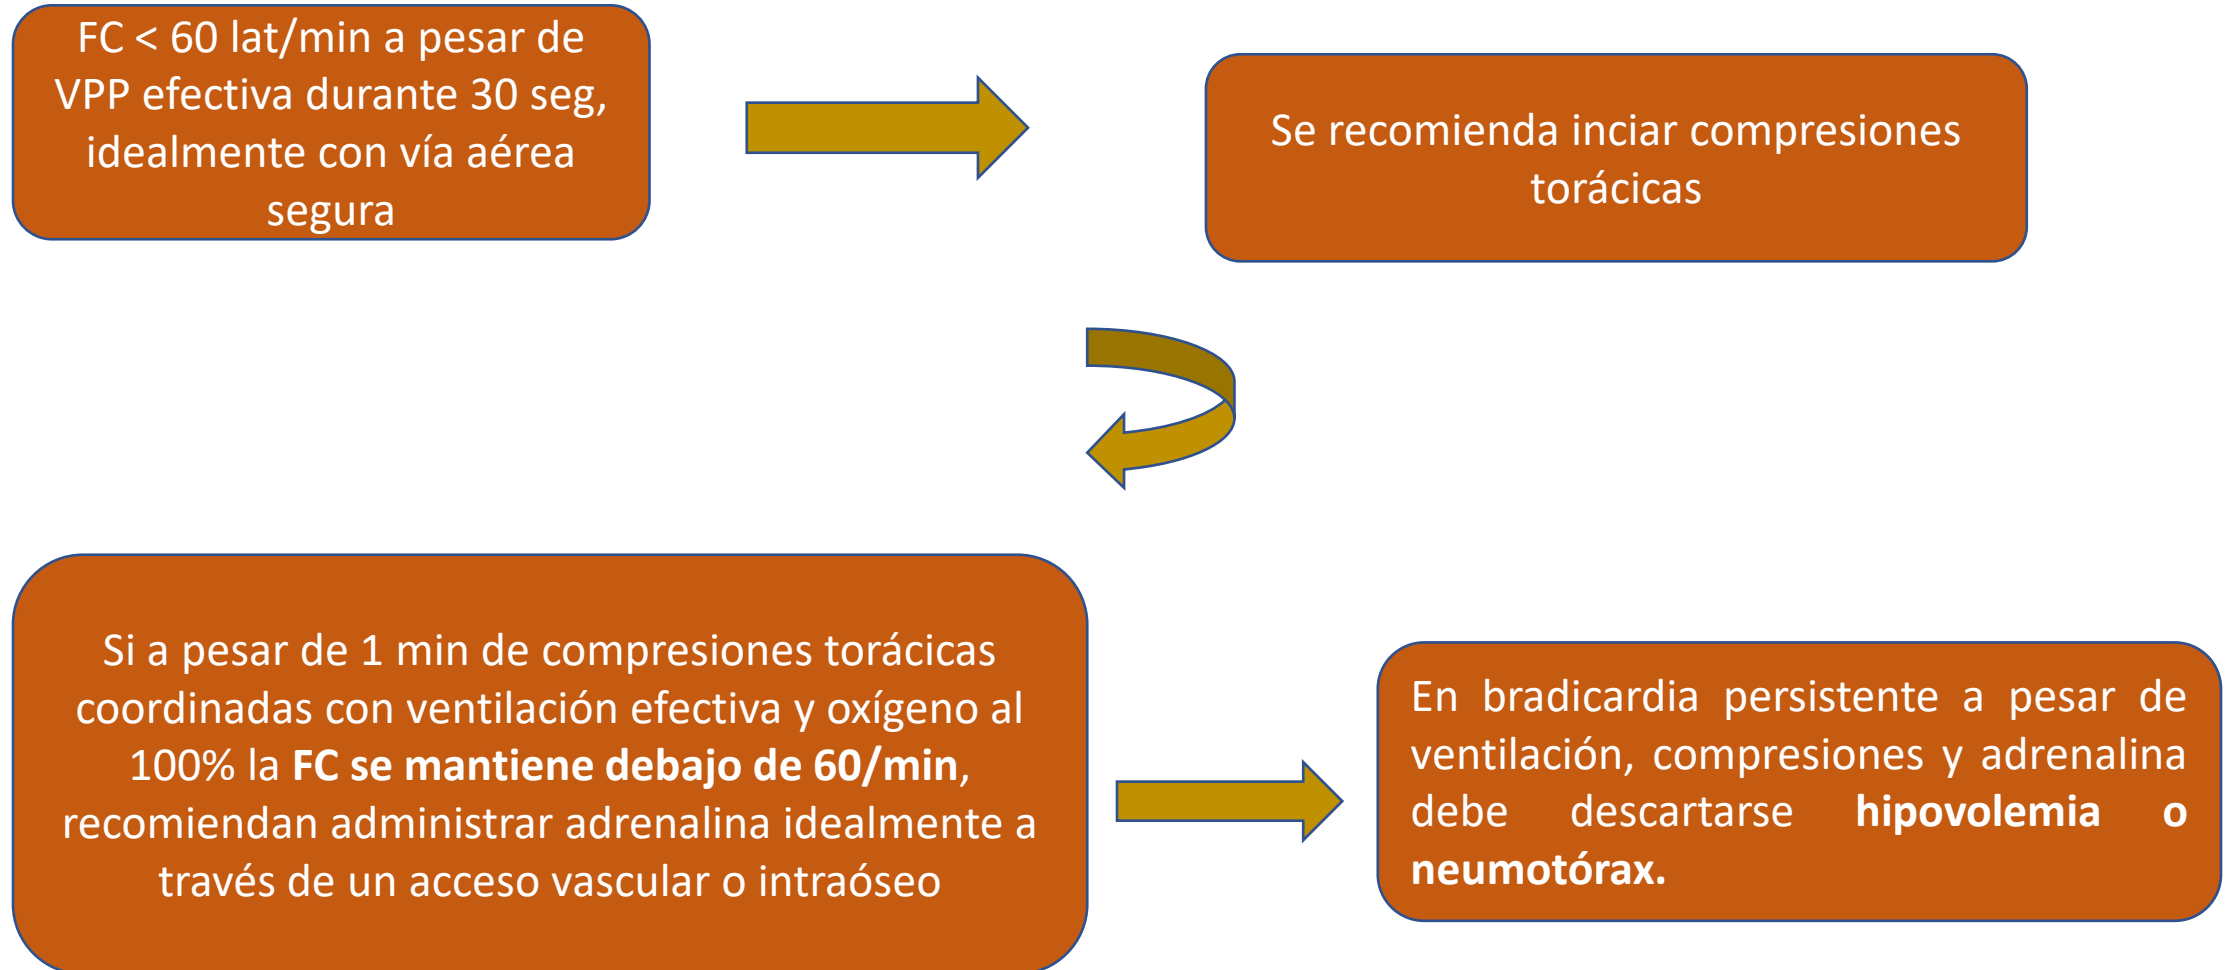 FC < 60 lat/min a pesar de
VPP efectiva durante 30 seg,
idealmente con vía aérea
segura
Se recomienda inciar compresiones
torácicas
Si a pesar de 1 min de compresiones torácicas
coordinadas con ventilación efectiva y oxígeno al
100% la FC se mantiene debajo de 60/min,
recomiendan administrar adrenalina idealmente a
través de un acceso vascular o intraóseo
En bradicardia persistente a pesar de
ventilación, compresiones y adrenalina
debe descartarse hipovolemia o
neumotórax.